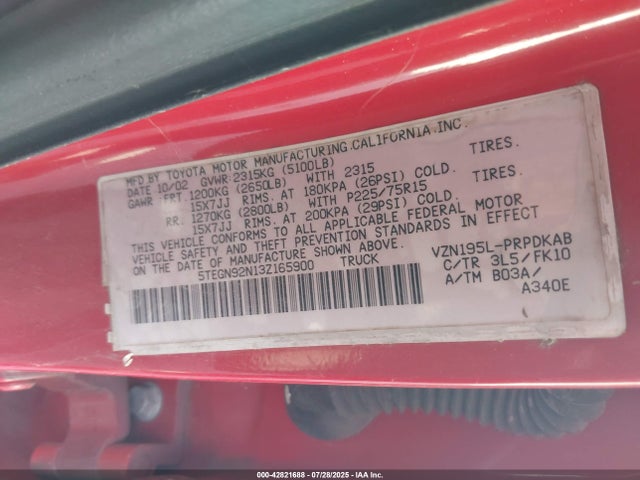 MFD BY TOYOTA MOTOR MANUFACTURING,CALIFORNIA,INC.
DATE 10/02 GVWR 2315KG (5100LB)
GAWR FRT. 1200KG (2650LB) WITH 2315 TIRES.
15X7JJ RIMS. AT 180KPA (26PSI) COLD.
RR. 1270KG (2800LB) WITH P225/75R15 TIRES.
15X7JJ RIMS. AT 200KPA (29PSI) COLD.
THIS VEHICLE CONFORMS TO ALL APPLICABLE FEDERAL MOTOR
VEHICLE SAFETY AND THEFT PREVENTION STANDARDS IN EFFECT
ON THE DATE OF MANUFACTURE SHOWN ABOVE.
5TEGN92N13Z165900 TRUCK
VZN195L-PRPDKAB
C/TR 3L5/FK10
A/TM B03A/
A340E
000-42821688 | 07/28/2025 - IAA Inc.